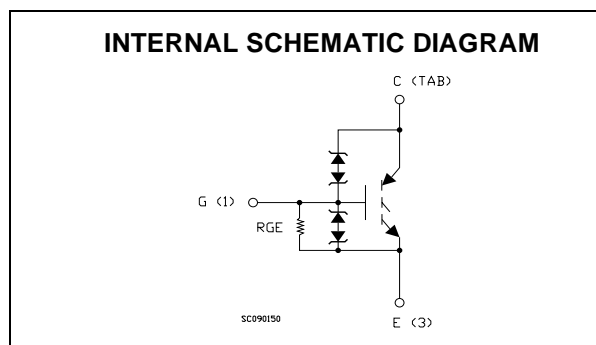 INTERNAL SCHEMATIC DIAGRAM
C (TAB)
G (1)
RGE
SC090150
E (3)